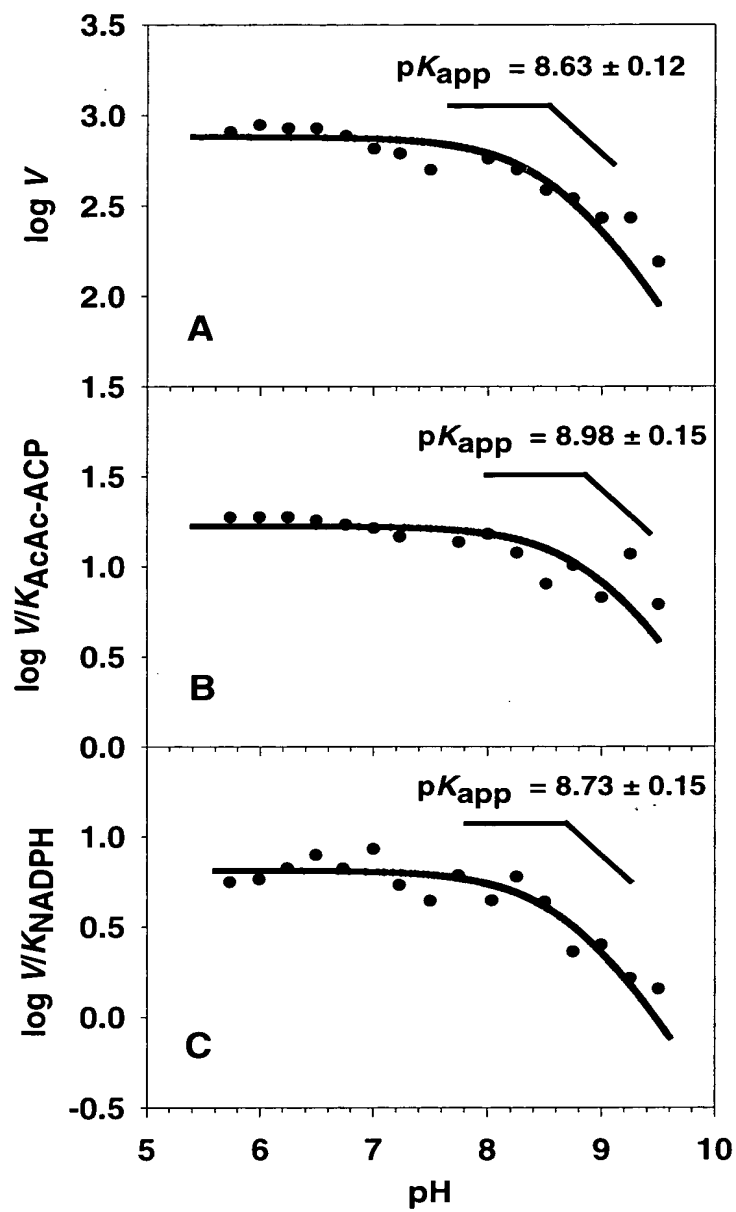 3.5
pKapp = 8.63 ± 0.12
3.0
2.5
2.0
log V
A
1.5
pKapp = 8.98 ± 0.15
1.5
1.0
0.5
log V/KAcAc-ACP
B
0.0
pKapp = 8.73 ± 0.15
1.0
0.5
0.0
log V/KNADPH
C
-0.5
5 6 7 8 9 10
pH